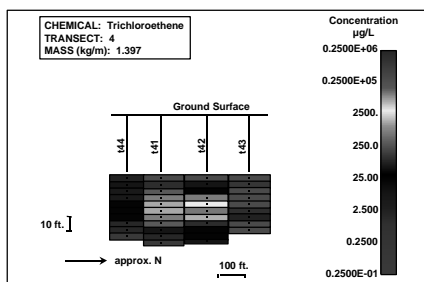 CHEMICAL: Trichloroethene
TRANSECT: 4
MASS (kg/m): 1.397
Concentration
µg/L
0.2500E+06
0.2500E+05
2500.
250.0
25.00
2.500
0.2500
0.2500E-01
Ground Surface
t44
t41
t42
t43
10 ft.
approx. N
100 ft.